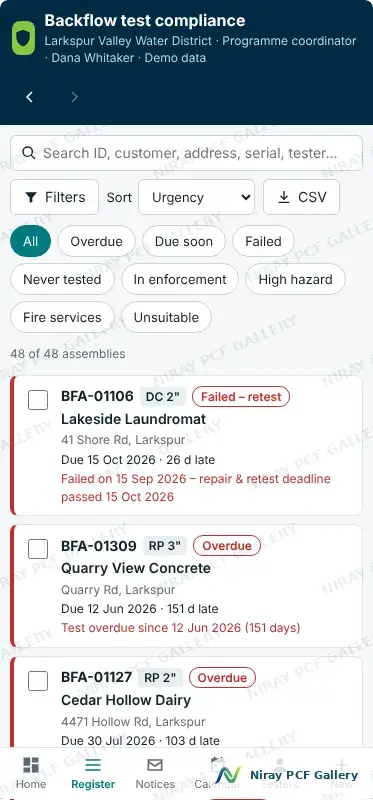 Backflow test compliance
Larkspur Valley Water District · Programme coordinator
· Dana Whitaker · Demo data
Search ID, customer, address, serial, tester...
Filters Sort Urgency CSV
All Overdue Due soon Failed
Never tested In enforcement High hazard
Fire services Unsuitable
48 of 48 assemblies
BFA-01106 DC 2" Failed – retest
Lakeside Laundromat
41 Shore Rd, Larkspur
Due 15 Oct 2026 · 26 d late
Failed on 15 Sep 2026 – repair & retest deadline
passed 15 Oct 2026
BFA-01309 RP 3" Overdue
Quarry View Concrete
Quarry Rd, Larkspur
Due 12 Jun 2026 · 151 d late
Test overdue since 12 Jun 2026 (151 days)
BFA-01127 RP 2" Overdue
Cedar Hollow Dairy
4471 Hollow Rd, Larkspur
Due 30 Jul 2026 · 103 d late
Home Register Notices
Niray PCF Gallery
NIRAY PCF GALLERY